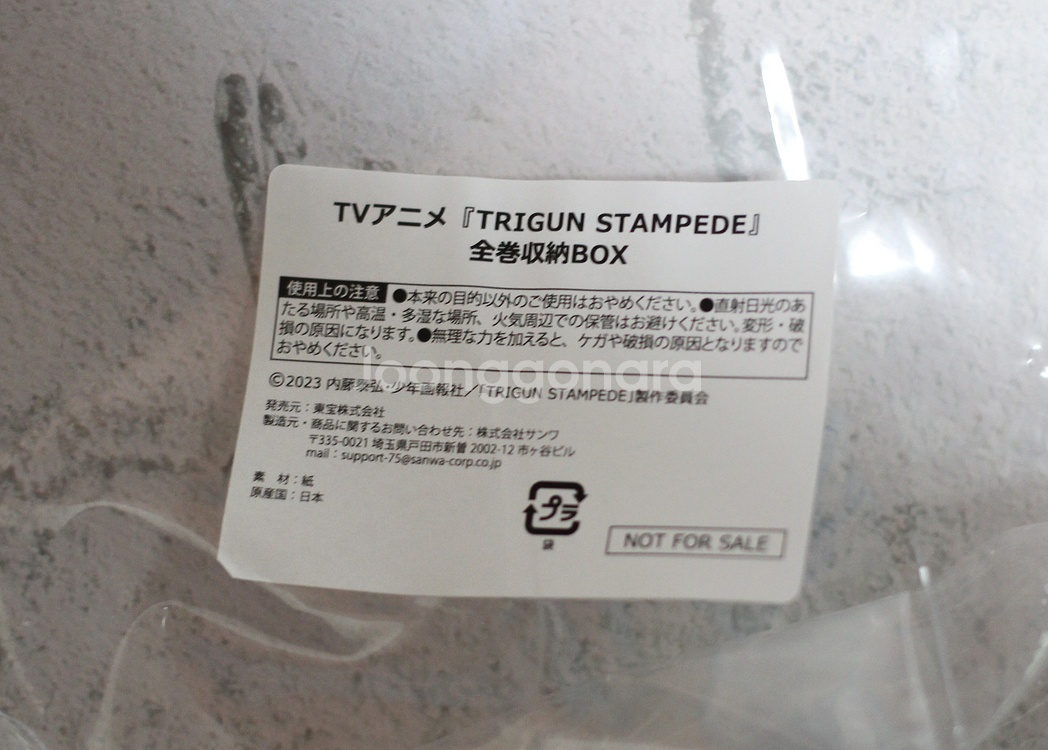 TVアニメ『TRIGUN STAMPEDE』
全巻収納BOX
使用上の注意 ●本来の目的以外のご使用はおやめください。●直射日光のあ
たる場所や高温・多湿な場所、火気周辺での保管はお避けください。変形・破
損の原因になります。●無理な力を加えると、ケガや破損の原因となりますので
おやめください。
loonggonara
©2023 内藤泰弘・少年画報社／「TRIGUN STAMPEDE」製作委員会
発売元：東宝株式会社
製造元・商品に関するお問い合わせ先：株式会社サンワ
〒335-0021 埼玉県戸田市新曽 2002-12 市ヶ谷ビル
mail：support-75@sanwa-corp.co.jp
素 材：紙
原産国：日本
プラ
袋
NOT FOR SALE